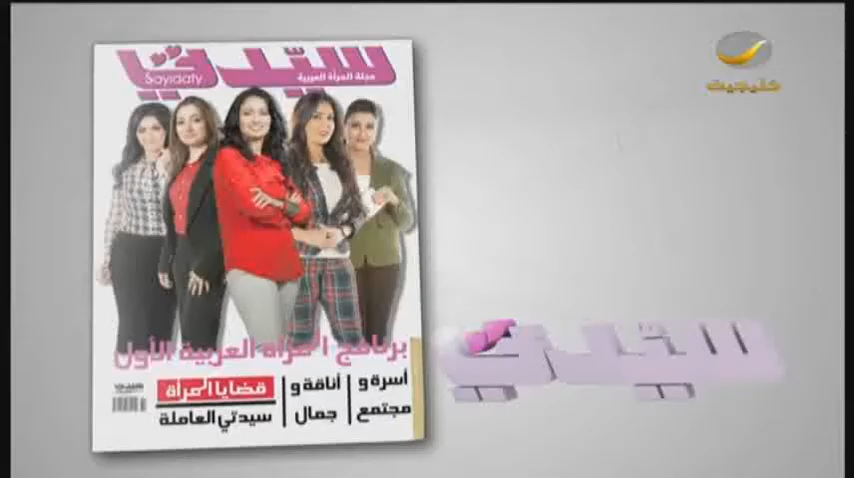 سيدتي
Sayidaty
مجلة المرأة العربية
خليجية
برنامج المرأة العربية الأول
أسرة و
مجتمع
أناقة و
جمال
قضايا المرأة
سيدتي العاملة
سيدتي